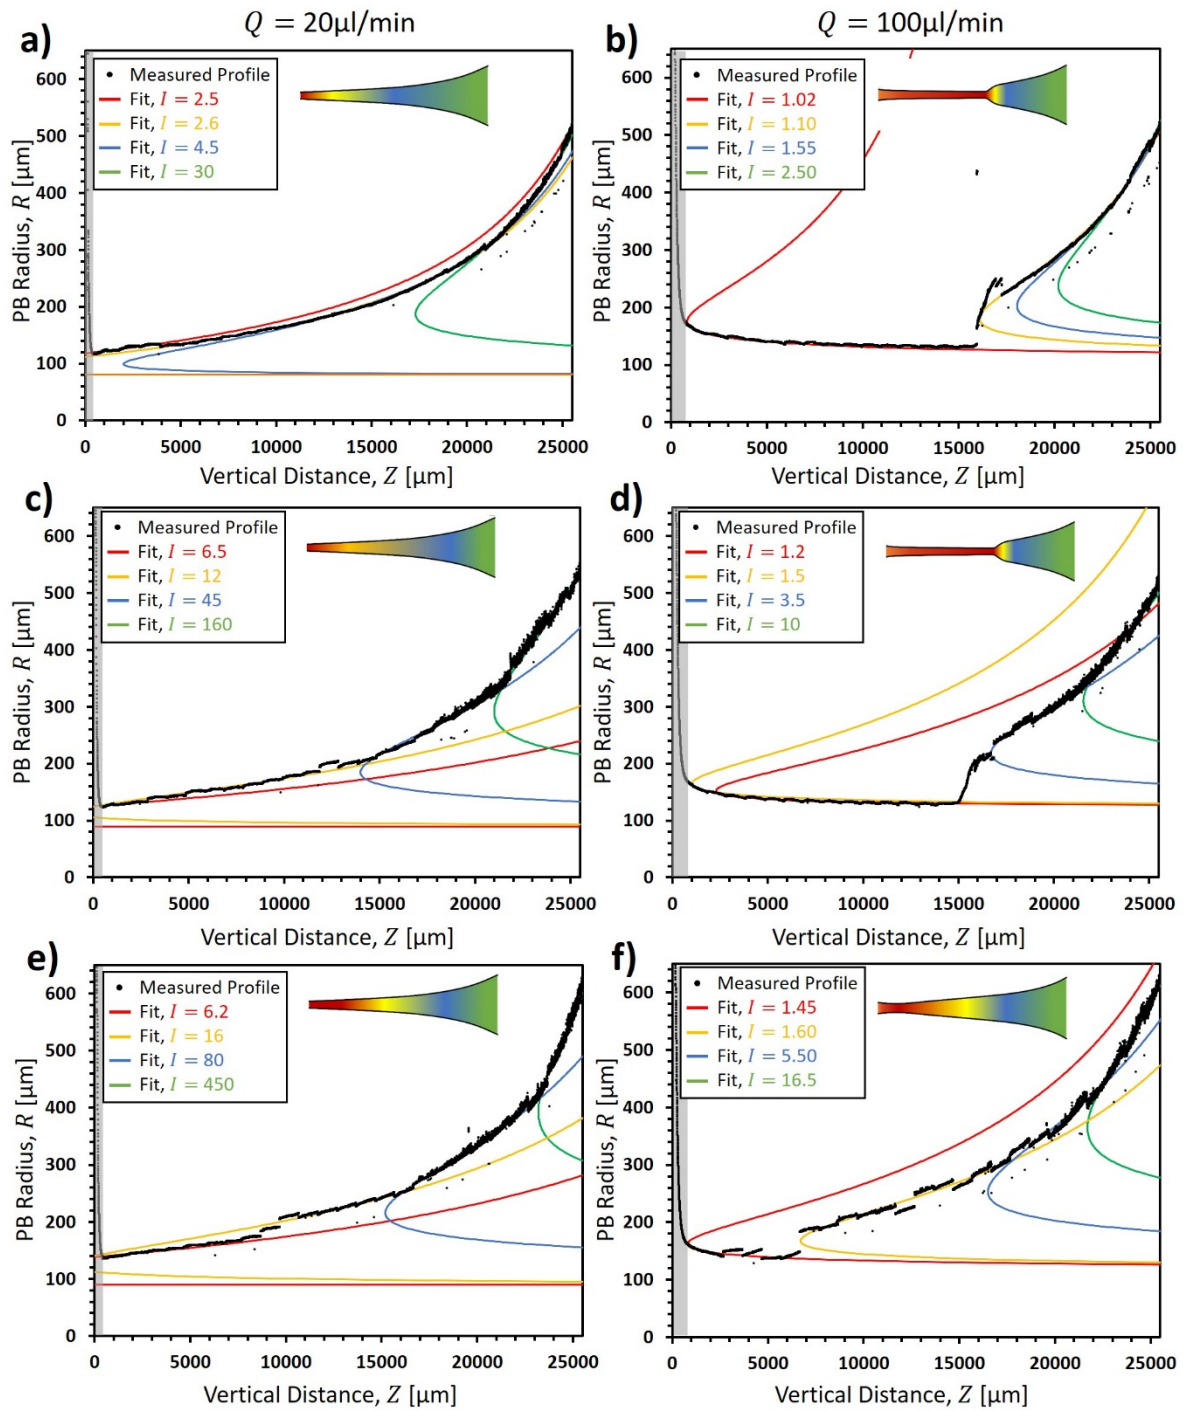 Q = 20µl/min
Q = 100µl/min
a)
PB Radius, R [µm]
600
500
400
300
200
100
0
Measured Profile
Fit, I = 2.5
Fit, I = 2.6
Fit, I = 4.5
Fit, I = 30
0 5000 10000 15000 20000 25000
Vertical Distance, Z [µm]
b)
PB Radius, R [µm]
600
500
400
300
200
100
0
Measured Profile
Fit, I = 1.02
Fit, I = 1.10
Fit, I = 1.55
Fit, I = 2.50
0 5000 10000 15000 20000 25000
Vertical Distance, Z [µm]
c)
PB Radius, R [µm]
600
500
400
300
200
100
0
Measured Profile
Fit, I = 6.5
Fit, I = 12
Fit, I = 45
Fit, I = 160
0 5000 10000 15000 20000 25000
Vertical Distance, Z [µm]
d)
PB Radius, R [µm]
600
500
400
300
200
100
0
Measured Profile
Fit, I = 1.2
Fit, I = 1.5
Fit, I = 3.5
Fit, I = 10
0 5000 10000 15000 20000 25000
Vertical Distance, Z [µm]
e)
PB Radius, R [µm]
600
500
400
300
200
100
0
Measured Profile
Fit, I = 6.2
Fit, I = 16
Fit, I = 80
Fit, I = 450
0 5000 10000 15000 20000 25000
Vertical Distance, Z [µm]
f)
PB Radius, R [µm]
600
500
400
300
200
100
0
Measured Profile
Fit, I = 1.45
Fit, I = 1.60
Fit, I = 5.50
Fit, I = 16.5
0 5000 10000 15000 20000 25000
Vertical Distance, Z [µm]